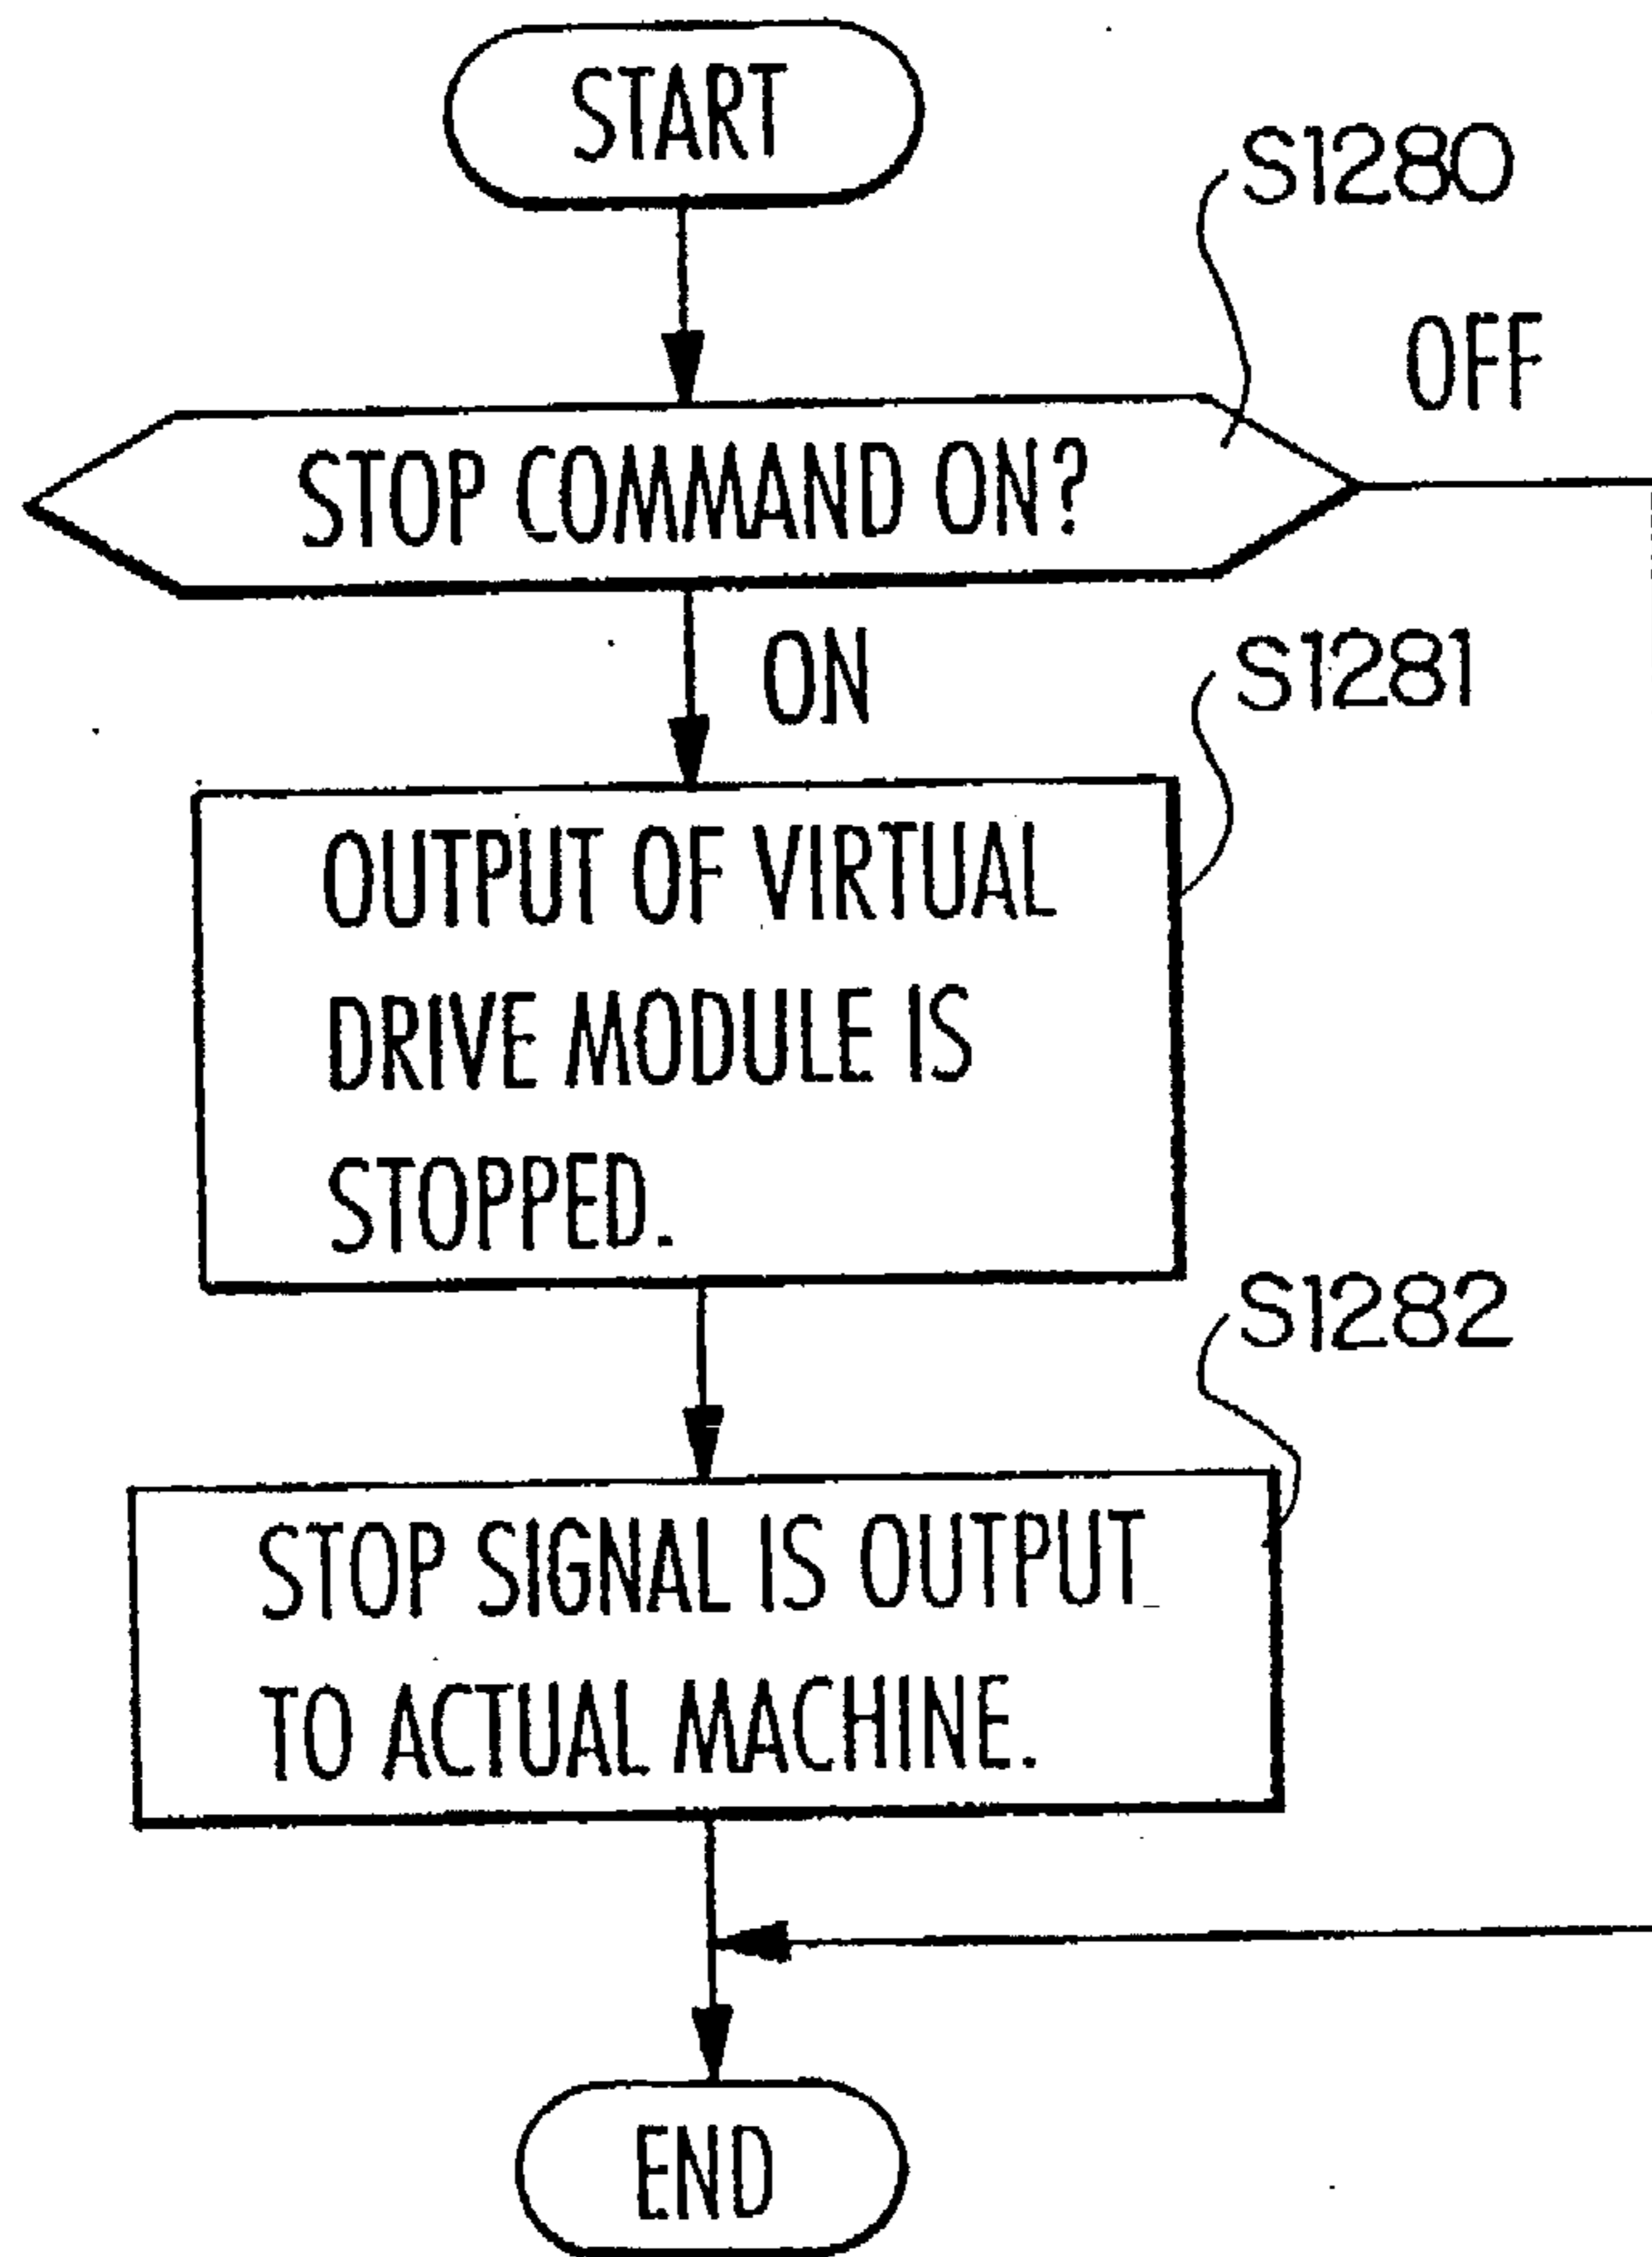 START
S1280
OFF
STOP COMMAND ON?
ON
S1281
OUTPUT OF VIRTUAL
DRIVE MODULE IS
STOPPED.
S1282
STOP SIGNAL IS OUTPUT
TO ACTUAL MACHINE.
END